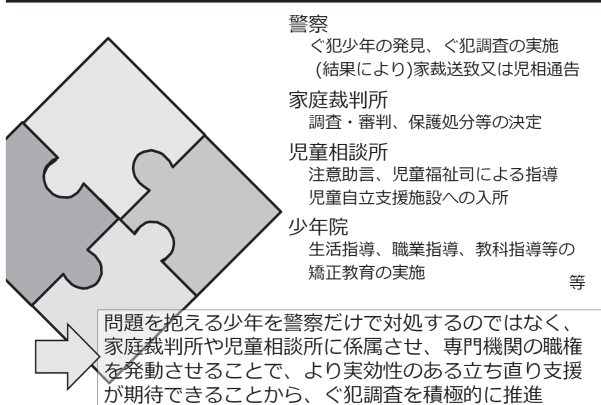 警察
ぐ犯少年の発見、ぐ犯調査の実施
(結果により)家裁送致又は児相通告
家庭裁判所
調査・審判、保護処分等の決定
児童相談所
注意助言、児童福祉司による指導
児童自立支援施設への入所
少年院
生活指導、職業指導、教科指導等の
矯正教育の実施
等
問題を抱える少年を警察だけで対処するのではなく、
家庭裁判所や児童相談所に係属させ、専門機関の職権
を発動させることで、より実効性のある立ち直り支援
が期待できることから、ぐ犯調査を積極的に推進